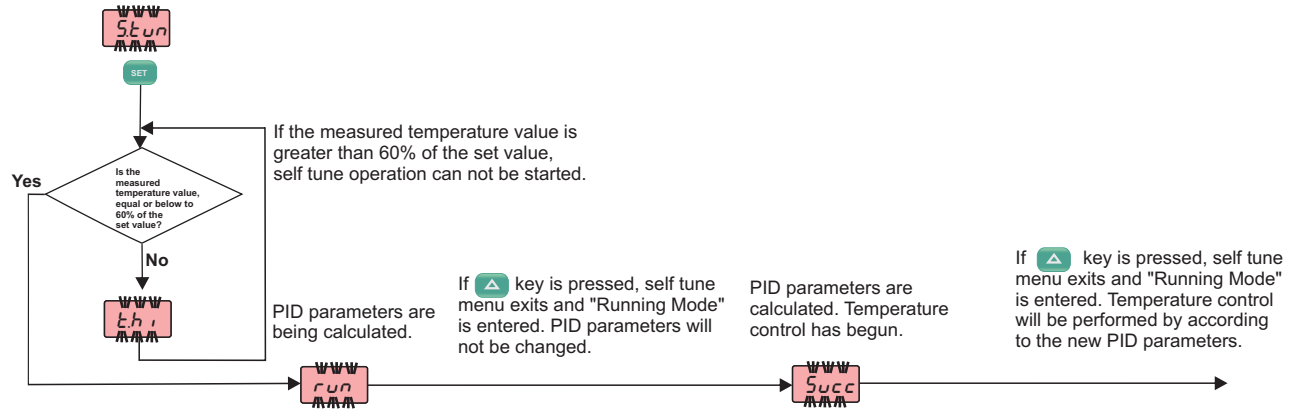 S.tun
SET
If the measured temperature value is
greater than 60% of the set value,
self tune operation can not be started.
Yes
Is the
measured
temperature value,
equal or below to
60% of the
set value?
No
t.hi
PID parameters are
being calculated.
If key is pressed, self tune
menu exits and "Running Mode"
is entered. PID parameters will
not be changed.
PID parameters are
calculated. Temperature
control has begun.
If key is pressed, self tune
menu exits and "Running Mode"
is entered. Temperature control
will be performed by according
to the new PID parameters.
run
Succ